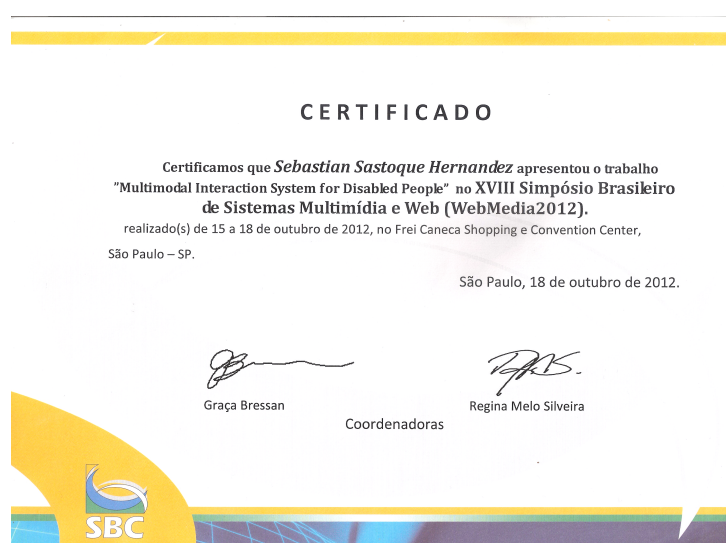 CERTIFICADO
Certificamos que Sebastian Sastoque Hernandez apresentou o trabalho
"Multimodal Interaction System for Disabled People" no XVIII Simpósio Brasileiro
de Sistemas Multimídia e Web (WebMedia2012).
realizado(s) de 15 a 18 de outubro de 2012, no Frei Caneca Shopping e Convention Center,
São Paulo – SP.
São Paulo, 18 de outubro de 2012.
Graça Bressan
Regina Melo Silveira
Coordenadoras
SBC